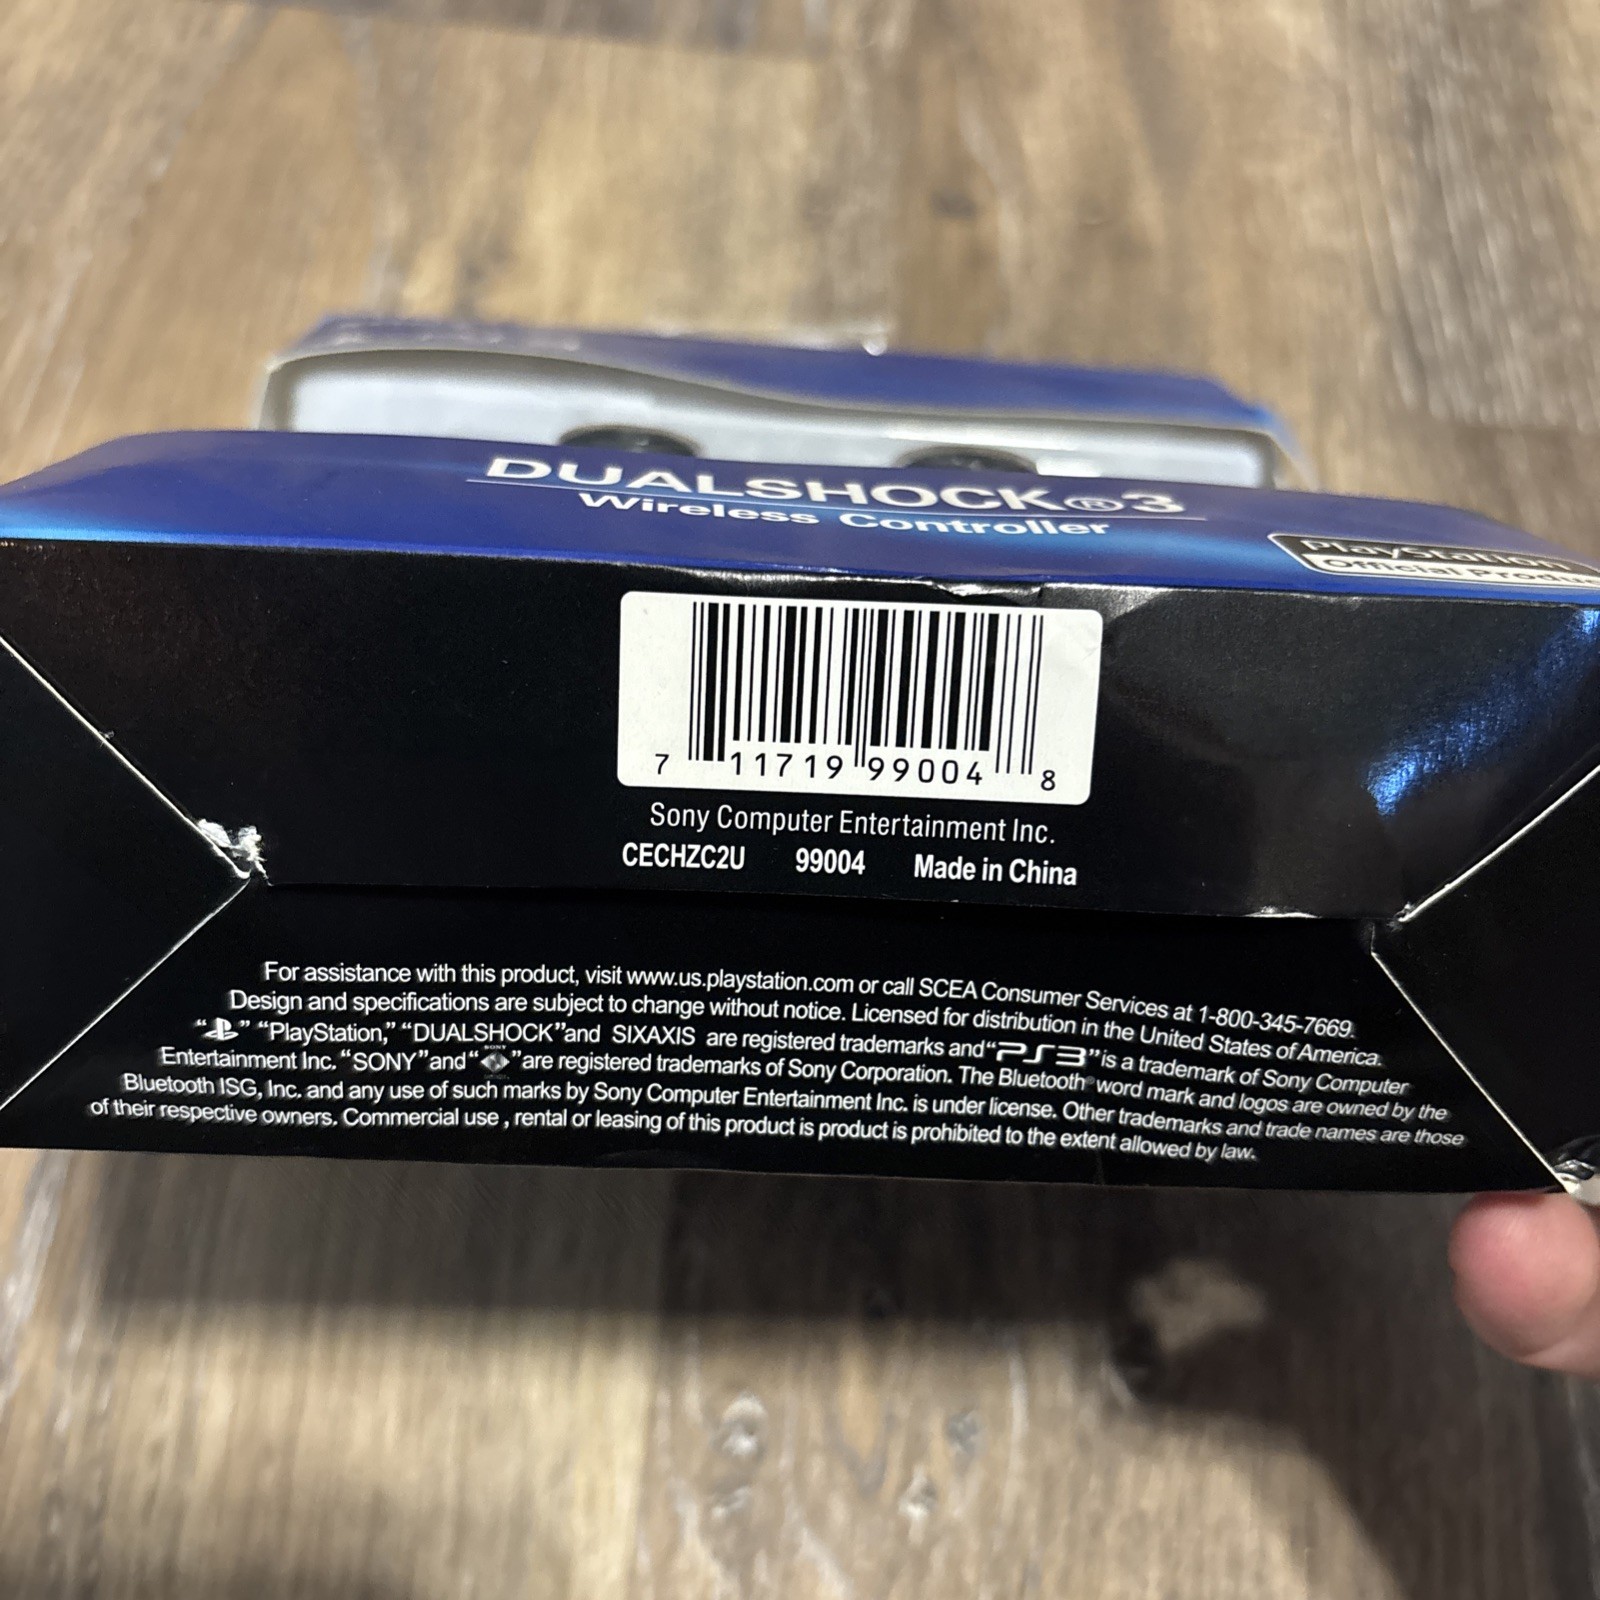 DUALSHOCK®3
Wireless Controller
PlayStation
Official Produc
7 11719 99004 8
Sony Computer Entertainment Inc.
CECHZC2U 99004 Made in China
For assistance with this product, visit www.us.playstation.com or call SCEA Consumer Services at 1-800-345-7669.
Design and specifications are subject to change without notice. Licensed for distribution in the United States of America.
“ ” “PlayStation,” “DUALSHOCK”and SIXAXIS are registered trademarks and“PS3”is a trademark of Sony Computer
Entertainment Inc. “SONY”and“ ”are registered trademarks of Sony Corporation. The Bluetooth® word mark and logos are owned by the
Bluetooth ISG, Inc. and any use of such marks by Sony Computer Entertainment Inc. is under license. Other trademarks and trade names are those
of their respective owners. Commercial use , rental or leasing of this product is product is prohibited to the extent allowed by law.